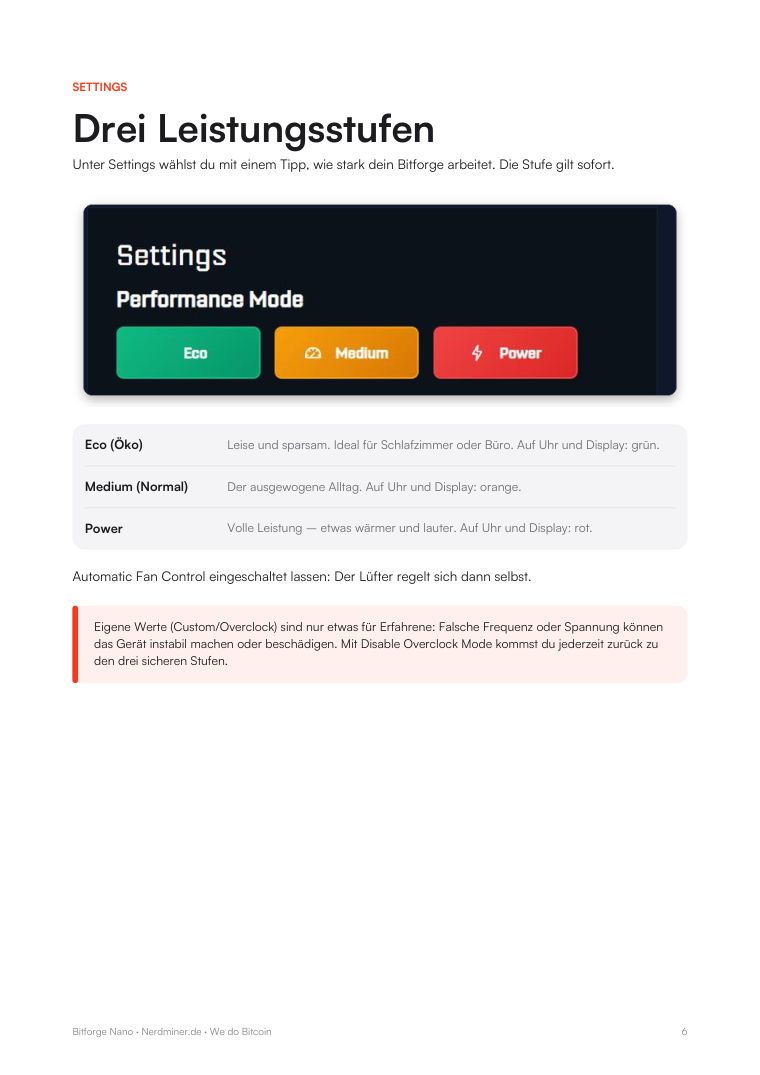 SETTINGS
Drei Leistungsstufen
Unter Settings wählst du mit einem Tipp, wie stark dein Bitforge arbeitet. Die Stufe gilt sofort.
Settings
Performance Mode
Eco
Medium
Power
Eco (Öko)
Leise und sparsam. Ideal für Schlafzimmer oder Büro. Auf Uhr und Display: grün.
Medium (Normal)
Der ausgewogene Alltag. Auf Uhr und Display: orange.
Power
Volle Leistung — etwas wärmer und lauter. Auf Uhr und Display: rot.
Automatic Fan Control eingeschaltet lassen: Der Lüfter regelt sich dann selbst.
Eigene Werte (Custom/Overclock) sind nur etwas für Erfahrene: Falsche Frequenz oder Spannung können
das Gerät instabil machen oder beschädigen. Mit Disable Overclock Mode kommst du jederzeit zurück zu
den drei sicheren Stufen.
Bitforge Nano · Nerdminer.de · We do Bitcoin
6